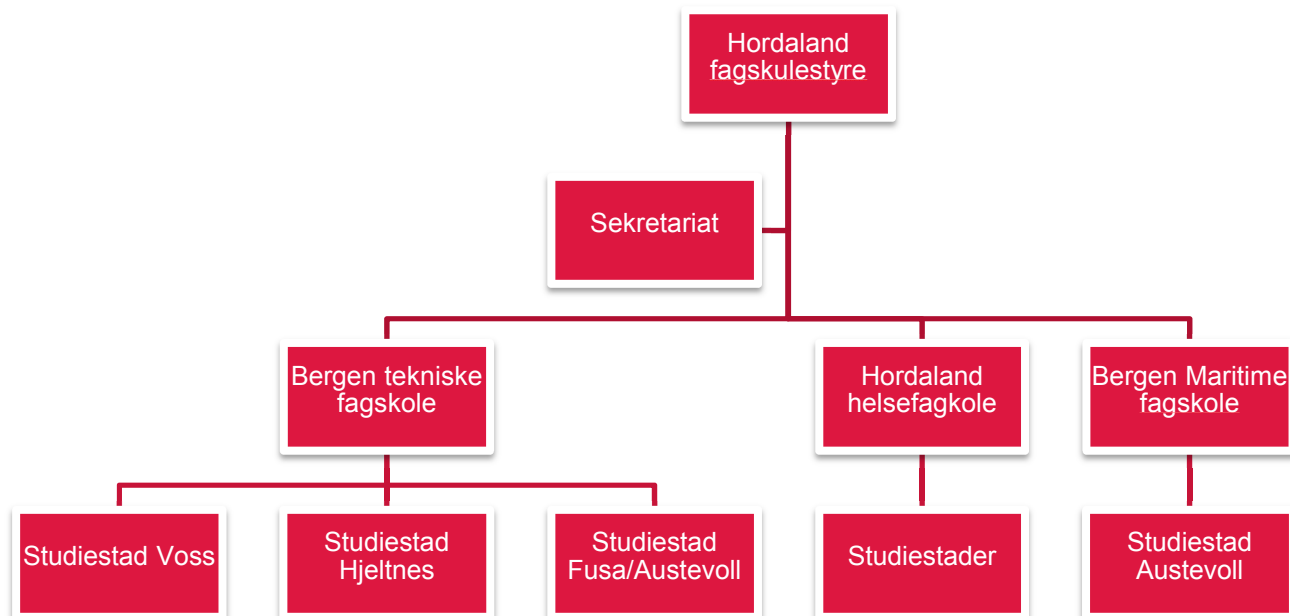 Hordaland
fagskulestyre
Sekretariat
Bergen tekniske
fagskole
Hordaland
helsefagkole
Bergen Maritime
fagskole
Studiestad Voss
Studiestad
Hjeltnes
Studiestad
Fusa/Austevoll
Studiestader
Studiestad
Austevoll